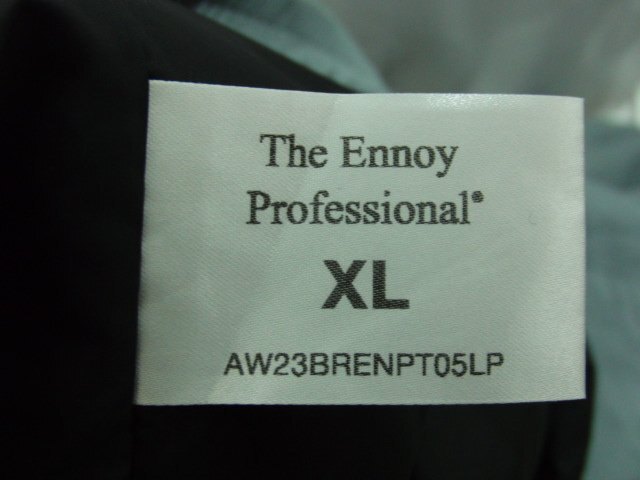 The Ennoy
Professional®
XL
AW23BRENPT05LP